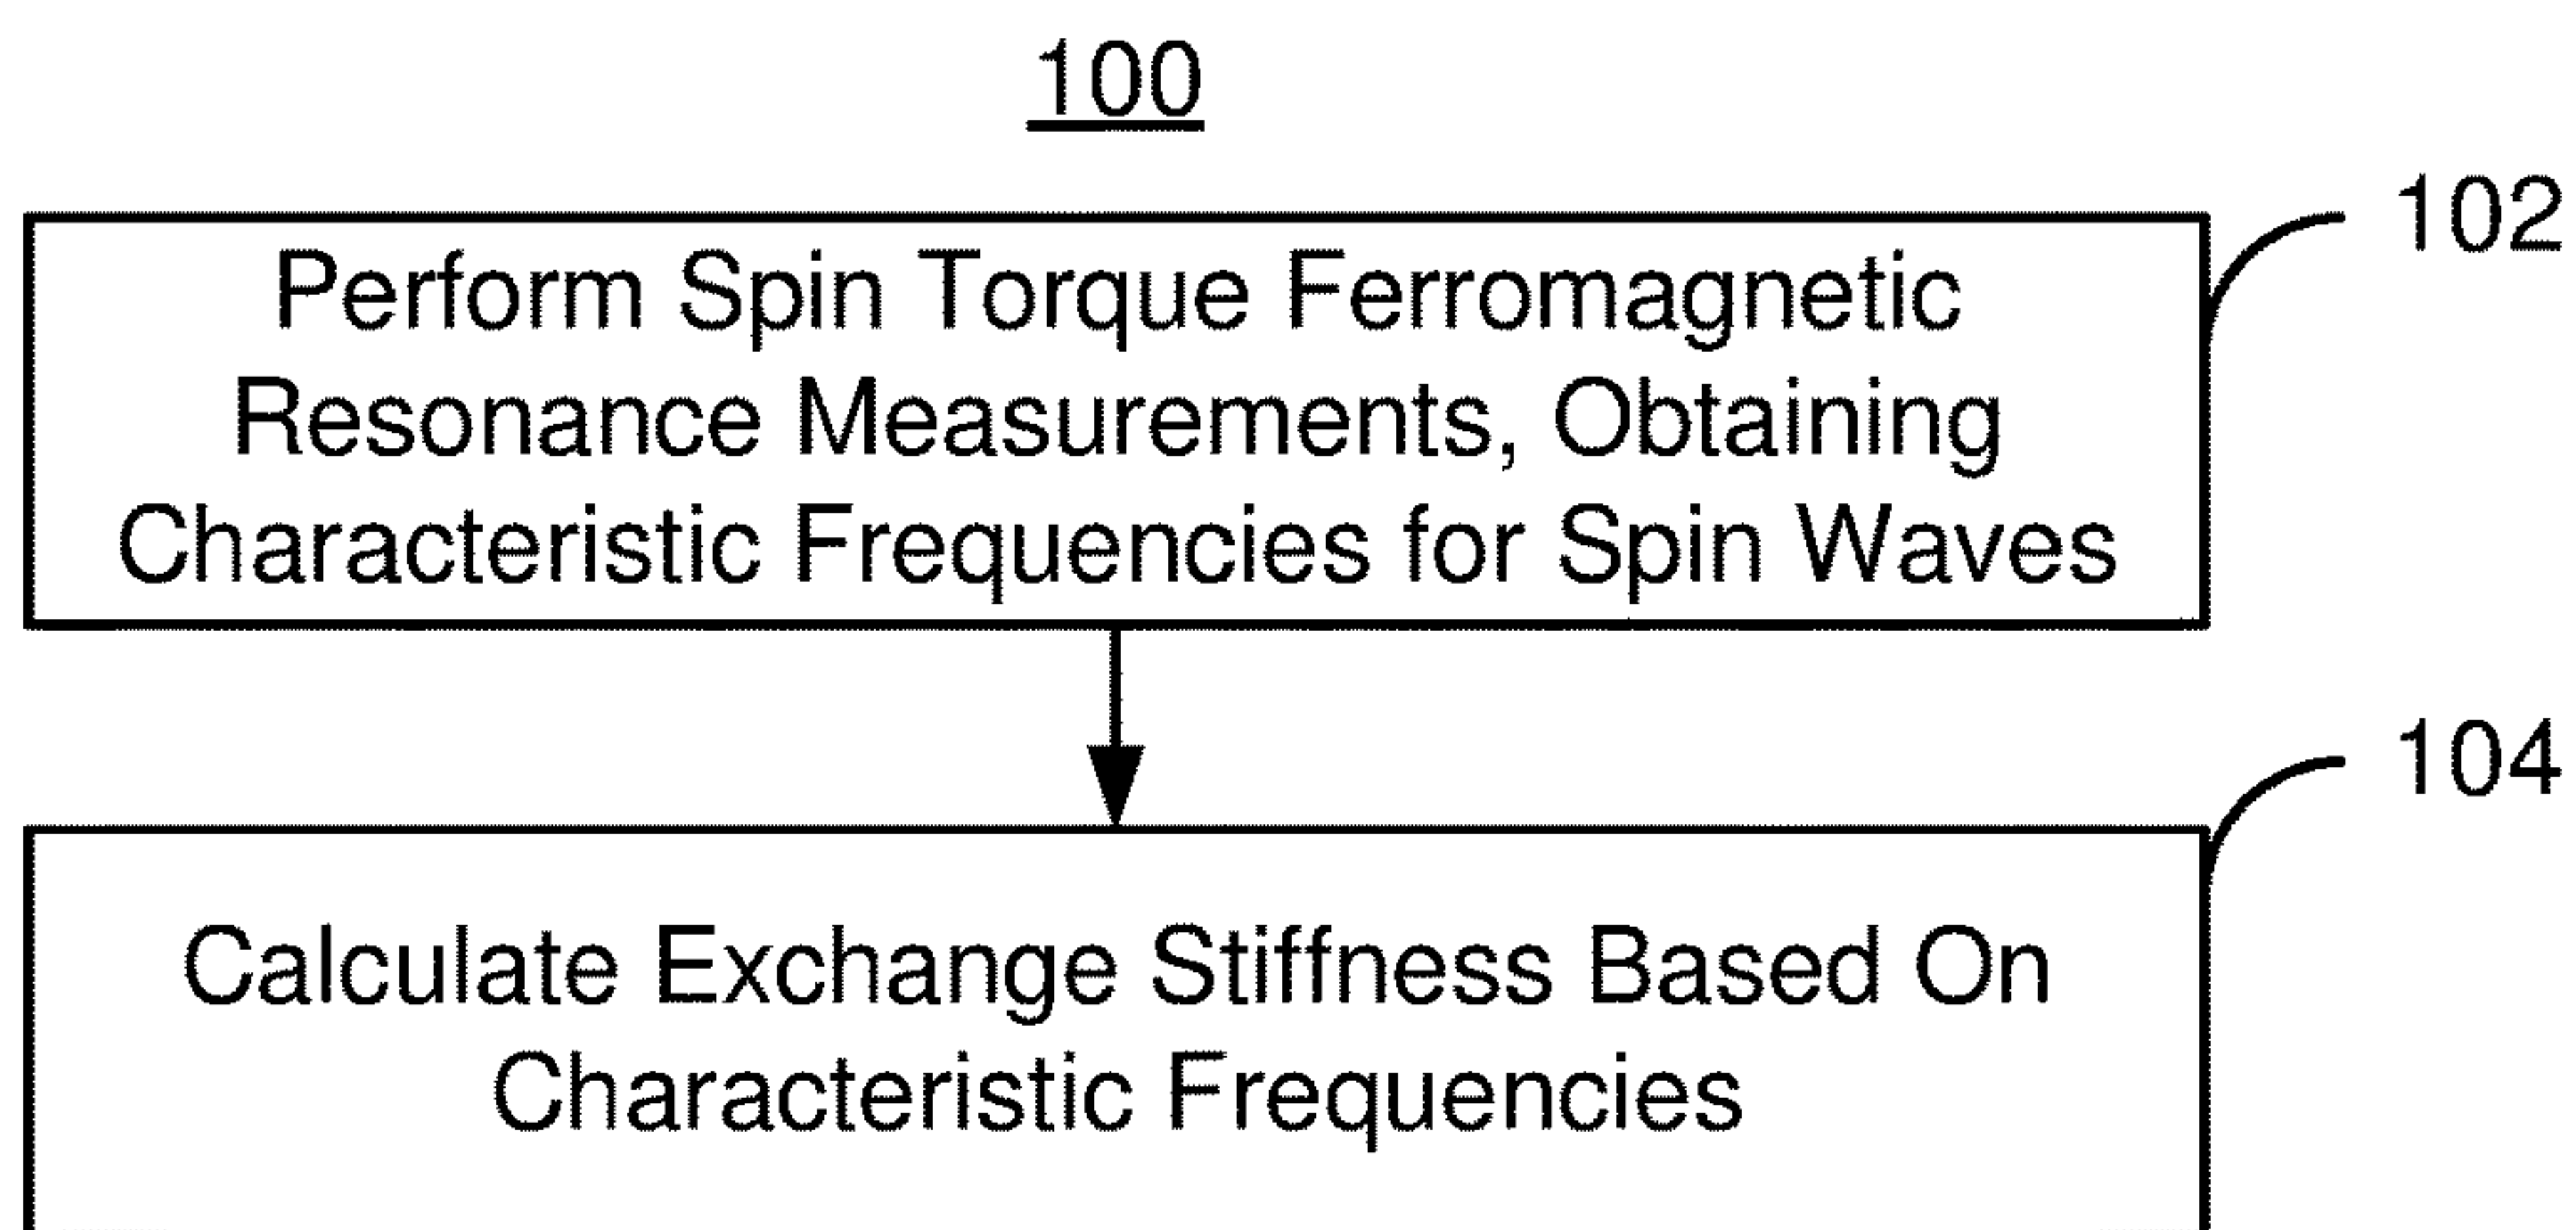 100
102
Perform Spin Torque Ferromagnetic
Resonance Measurements, Obtaining
Characteristic Frequencies for Spin Waves
104
Calculate Exchange Stiffness Based On
Characteristic Frequencies